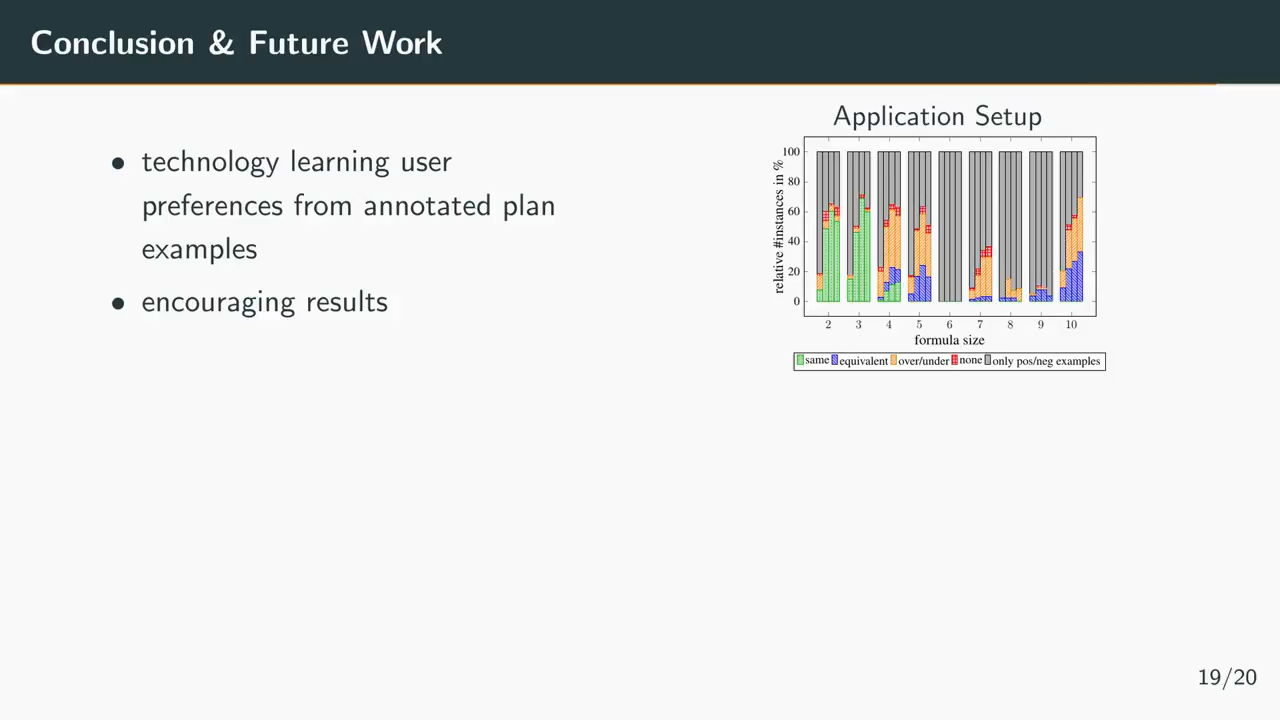 Conclusion & Future Work
• technology learning user
preferences from annotated plan
examples
• encouraging results
Application Setup
relative #instances in %
100
80
60
40
20
0
2 3 4 5 6 7 8 9 10
formula size
same equivalent over/under none only pos/neg examples
19/20